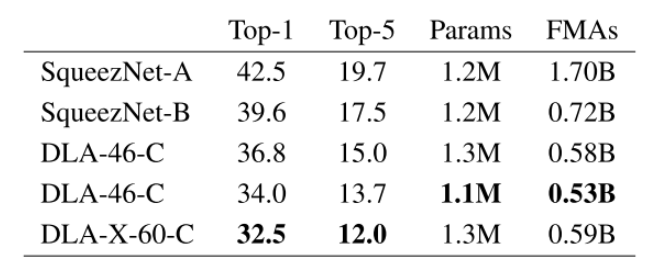 Top-1 Top-5 Params FMAs
SqueezNet-A 42.5 19.7 1.2M 1.70B
SqueezNet-B 39.6 17.5 1.2M 0.72B
DLA-46-C 36.8 15.0 1.3M 0.58B
DLA-46-C 34.0 13.7 1.1M 0.53B
DLA-X-60-C 32.5 12.0 1.3M 0.59B